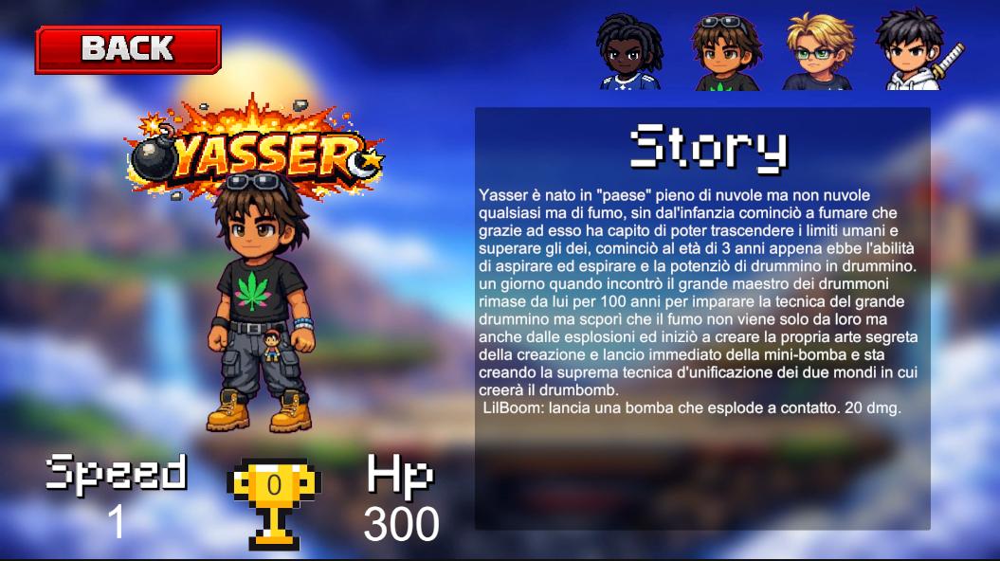 BACK
YASSER
Story
Yasser è nato in "paese" pieno di nuvole ma non nuvole
qualsiasi ma di fumo, sin dal'infanzia cominciò a fumare che
grazie ad esso ha capito di poter trascendere i limiti umani e
superare gli dei, cominciò al età di 3 anni appena ebbe l'abilità
di aspirare ed espirare e la potenziò di drummino in drummino.
un giorno quando incontrò il grande maestro dei drummoni
rimase da lui per 100 anni per imparare la tecnica del grande
drummino ma scporì che il fumo non viene solo da loro ma
anche dalle esplosioni ed iniziò a creare la propria arte segreta
della creazione e lancio immediato della mini-bomba e sta
creando la suprema tecnica d'unificazione dei due mondi in cui
creerà il drumbomb.
LilBoom: lancia una bomba che esplode a contatto. 20 dmg.
Speed
1
0
Hp
300